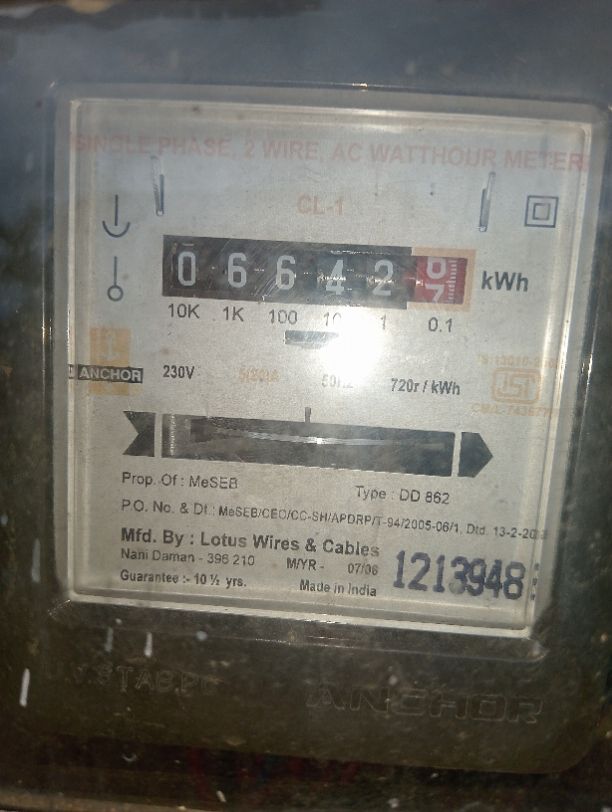 SINGLE PHASE, 2 WIRE, AC WATTHOUR METER
CL-1
0 6 6 4 2 kWh
10K 1K 100 10 1 0.1
ANCHOR 230V 50Hz 720r / kWh
Prop. Of : MeSEB
Type : DD 862
P.O. No. & Dt.: MeSEB/CEO/CC-SH/APDRP/T-94/2005-06/1, Dtd. 13-2-
Mfd. By : Lotus Wires & Cables
Nani Daman - 396 210 M/YR - 07/06
Guarantee :- 10 ½ yrs. Made in India
1213948
ANCHOR